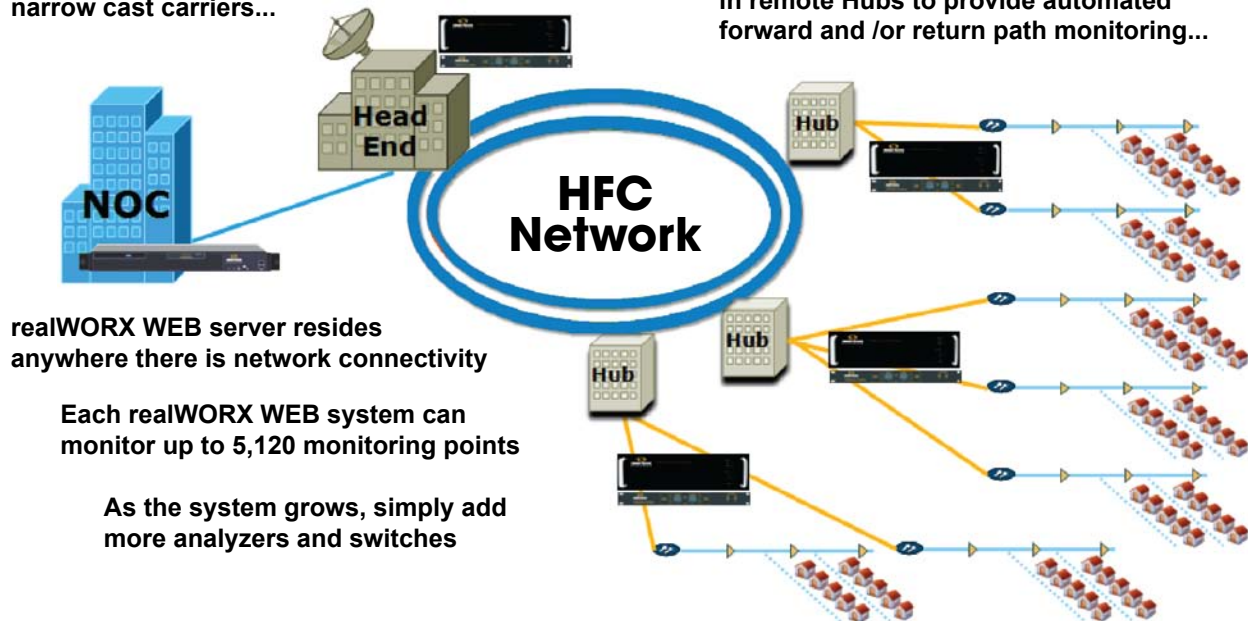 narrow cast carriers...
in remote Hubs to provide automated
forward and /or return path monitoring...
Head
End
Hub
NOC
HFC
Network
realWORX WEB server resides
anywhere there is network connectivity
Hub
Hub
Each realWORX WEB system can
monitor up to 5,120 monitoring points
As the system grows, simply add
more analyzers and switches